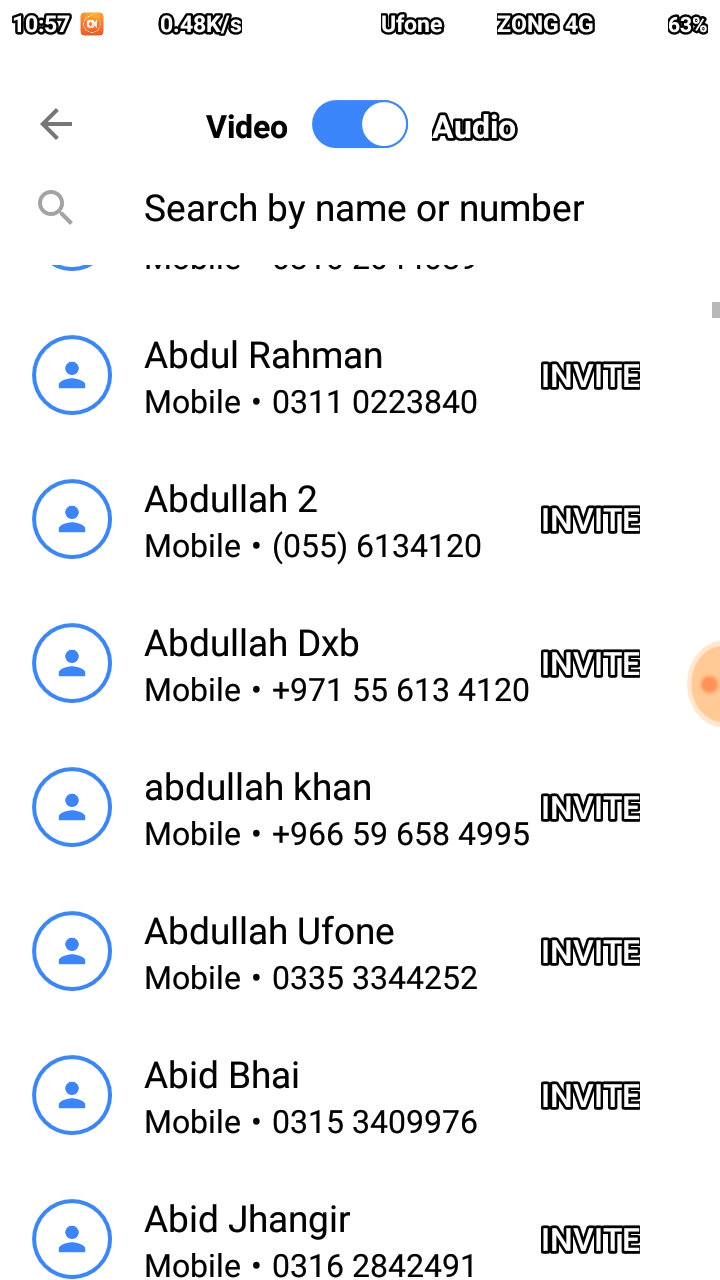 10:57 0.48K/s Ufone ZONG 4G 63%
Video Audio
Search by name or number
Abdul Rahman
Mobile • 0311 0223840
INVITE
Abdullah 2
Mobile • (055) 6134120
INVITE
Abdullah Dxb
Mobile • +971 55 613 4120
INVITE
abdullah khan
Mobile • +966 59 658 4995
INVITE
Abdullah Ufone
Mobile • 0335 3344252
INVITE
Abid Bhai
Mobile • 0315 3409976
INVITE
Abid Jhangir
Mobile • 0316 2842491
INVITE